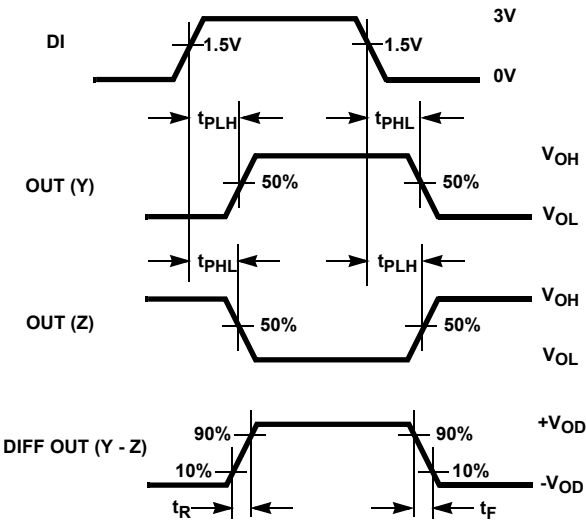 3V
DI
1.5V
1.5V
0V
tPLH
tPHL
VOH
OUT (Y)
50%
50%
VOL
tPHL
tPLH
VOH
OUT (Z)
50%
50%
VOL
+VOD
DIFF OUT (Y - Z)
90%
90%
10%
10%
-VOD
tR
tF